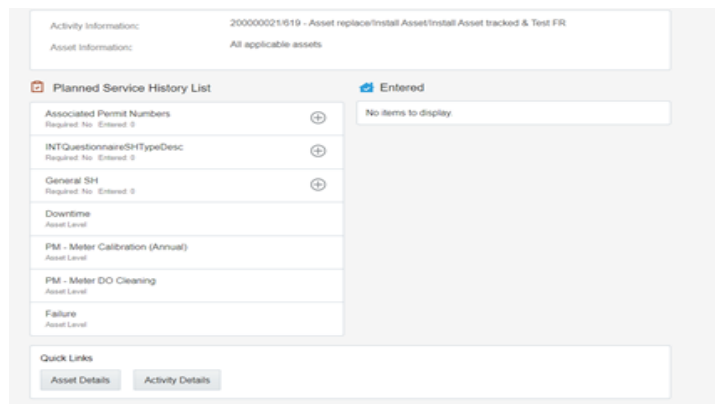 Activity Information: 200000021/619 - Asset replace/Install Asset/Install Asset tracked & Test FR
Asset Information: All applicable assets
Planned Service History List
Associated Permit Numbers
Required :No Entered :0
INTQuestionnaireSHTypeDesc
Required :No Entered :0
General SH
Required :No Entered :0
Downtime
Asset Level
PM - Meter Calibration (Annual)
Asset Level
PM - Meter DO Cleaning
Asset Level
Failure
Asset Level
Entered
No items to display.
Quick Links
Asset Details Activity Details